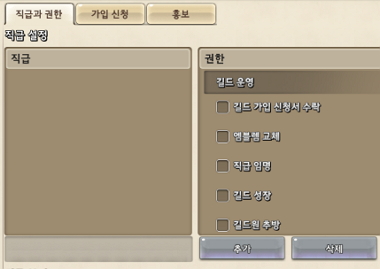 직급과 권한 가입 신청 홍보
직급 설정
직급 권한
길드 운영
길드 가입 신청서 수락
엠블렘 교체
직급 임명
길드 성장
길드원 추방
추가 삭제